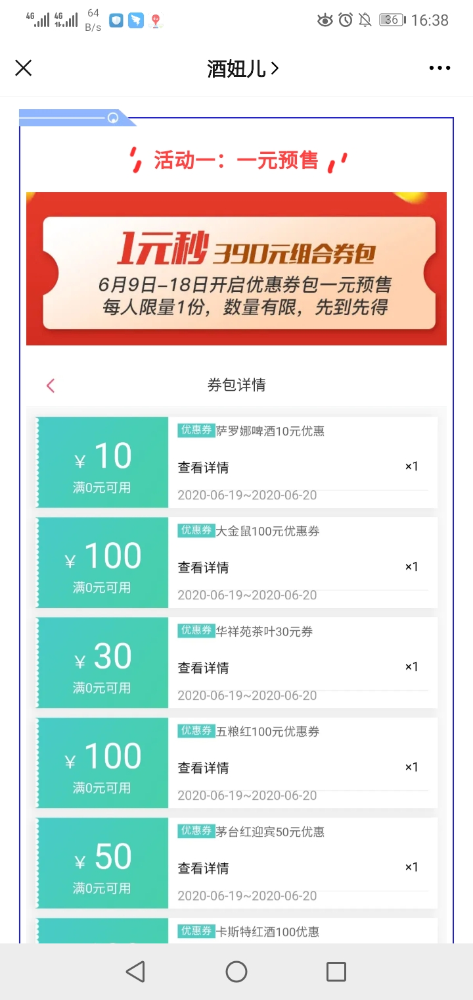 4G 4G 64 B/s 36 16:38
酒妞儿
活动一：一元预售
1元秒 390元组合券包
6月9日-18日开启优惠券包一元预售
每人限量1份，数量有限，先到先得
券包详情
¥ 10
满0元可用
优惠券 萨罗娜啤酒10元优惠
查看详情 ×1
2020-06-19~2020-06-20
¥ 100
满0元可用
优惠券 大金鼠100元优惠券
查看详情 ×1
2020-06-19~2020-06-20
¥ 30
满0元可用
优惠券 华祥苑茶叶30元券
查看详情 ×1
2020-06-19~2020-06-20
¥ 100
满0元可用
优惠券 五粮红100元优惠券
查看详情 ×1
2020-06-19~2020-06-20
¥ 50
满0元可用
优惠券 茅台红迎宾50元优惠
查看详情 ×1
2020-06-19~2020-06-20
优惠券 卡斯特红酒100优惠